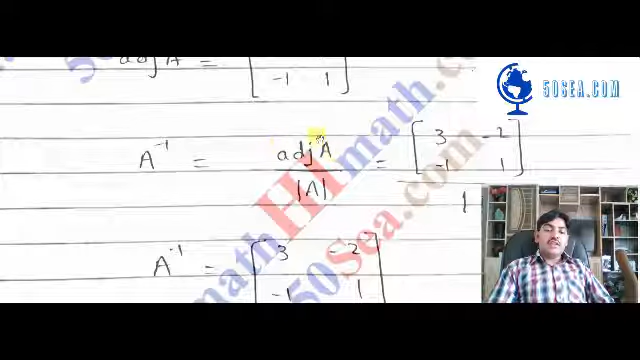 adj A =
-1 1
50SEA.COM
A⁻¹ = adj A / |A| = [ 3 -2
-1 1 ] / 1
A⁻¹ = [ 3 -2
-1 1 ]
HTmath.com
50Sea